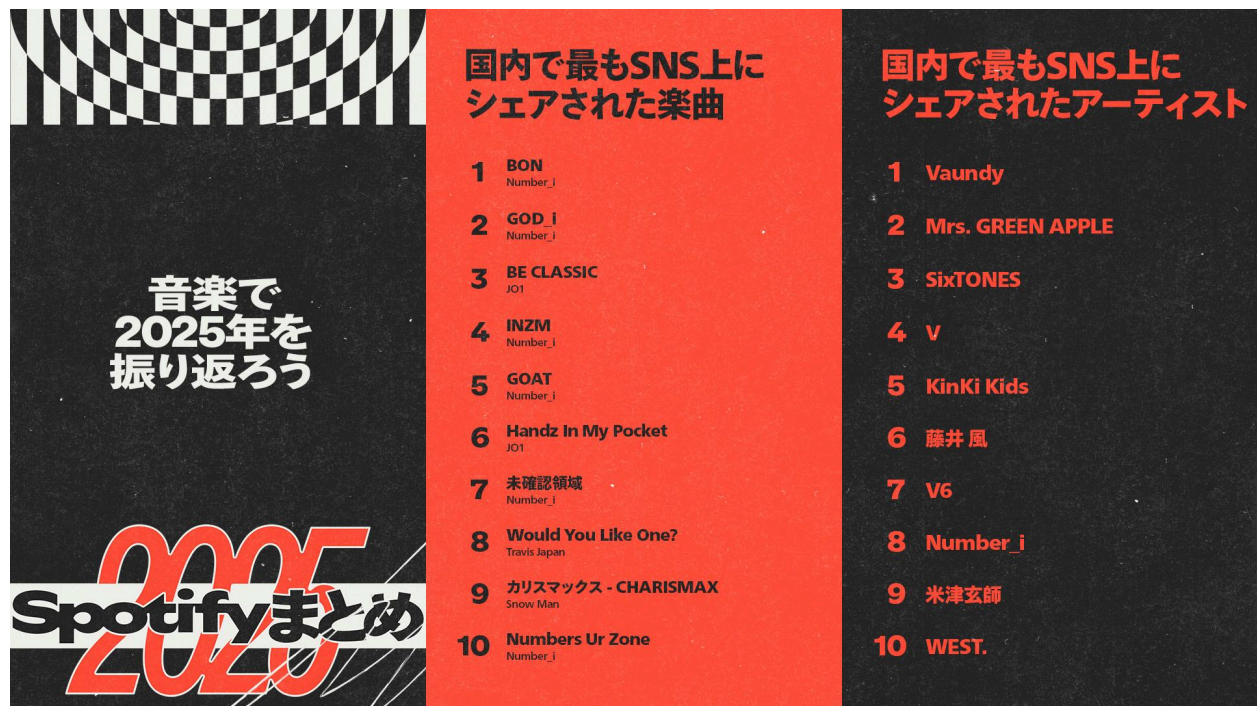 音楽で
2025年を
振り返ろう
2025
Spotifyまとめ
国内で最もSNS上に
シェアされた楽曲
1 BON
Number_i
2 GOD_i
Number_i
3 BE CLASSIC
JO1
4 INZM
Number_i
5 GOAT
Number_i
6 Handz In My Pocket
JO1
7 未確認領域
Number_i
8 Would You Like One?
Travis Japan
9 カリスマックス - CHARISMAX
Snow Man
10 Numbers Ur Zone
Number_i
国内で最もSNS上に
シェアされたアーティスト
1 Vaundy
2 Mrs. GREEN APPLE
3 SixTONES
4 V
5 KinKi Kids
6 藤井 風
7 V6
8 Number_i
9 米津玄師
10 WEST.